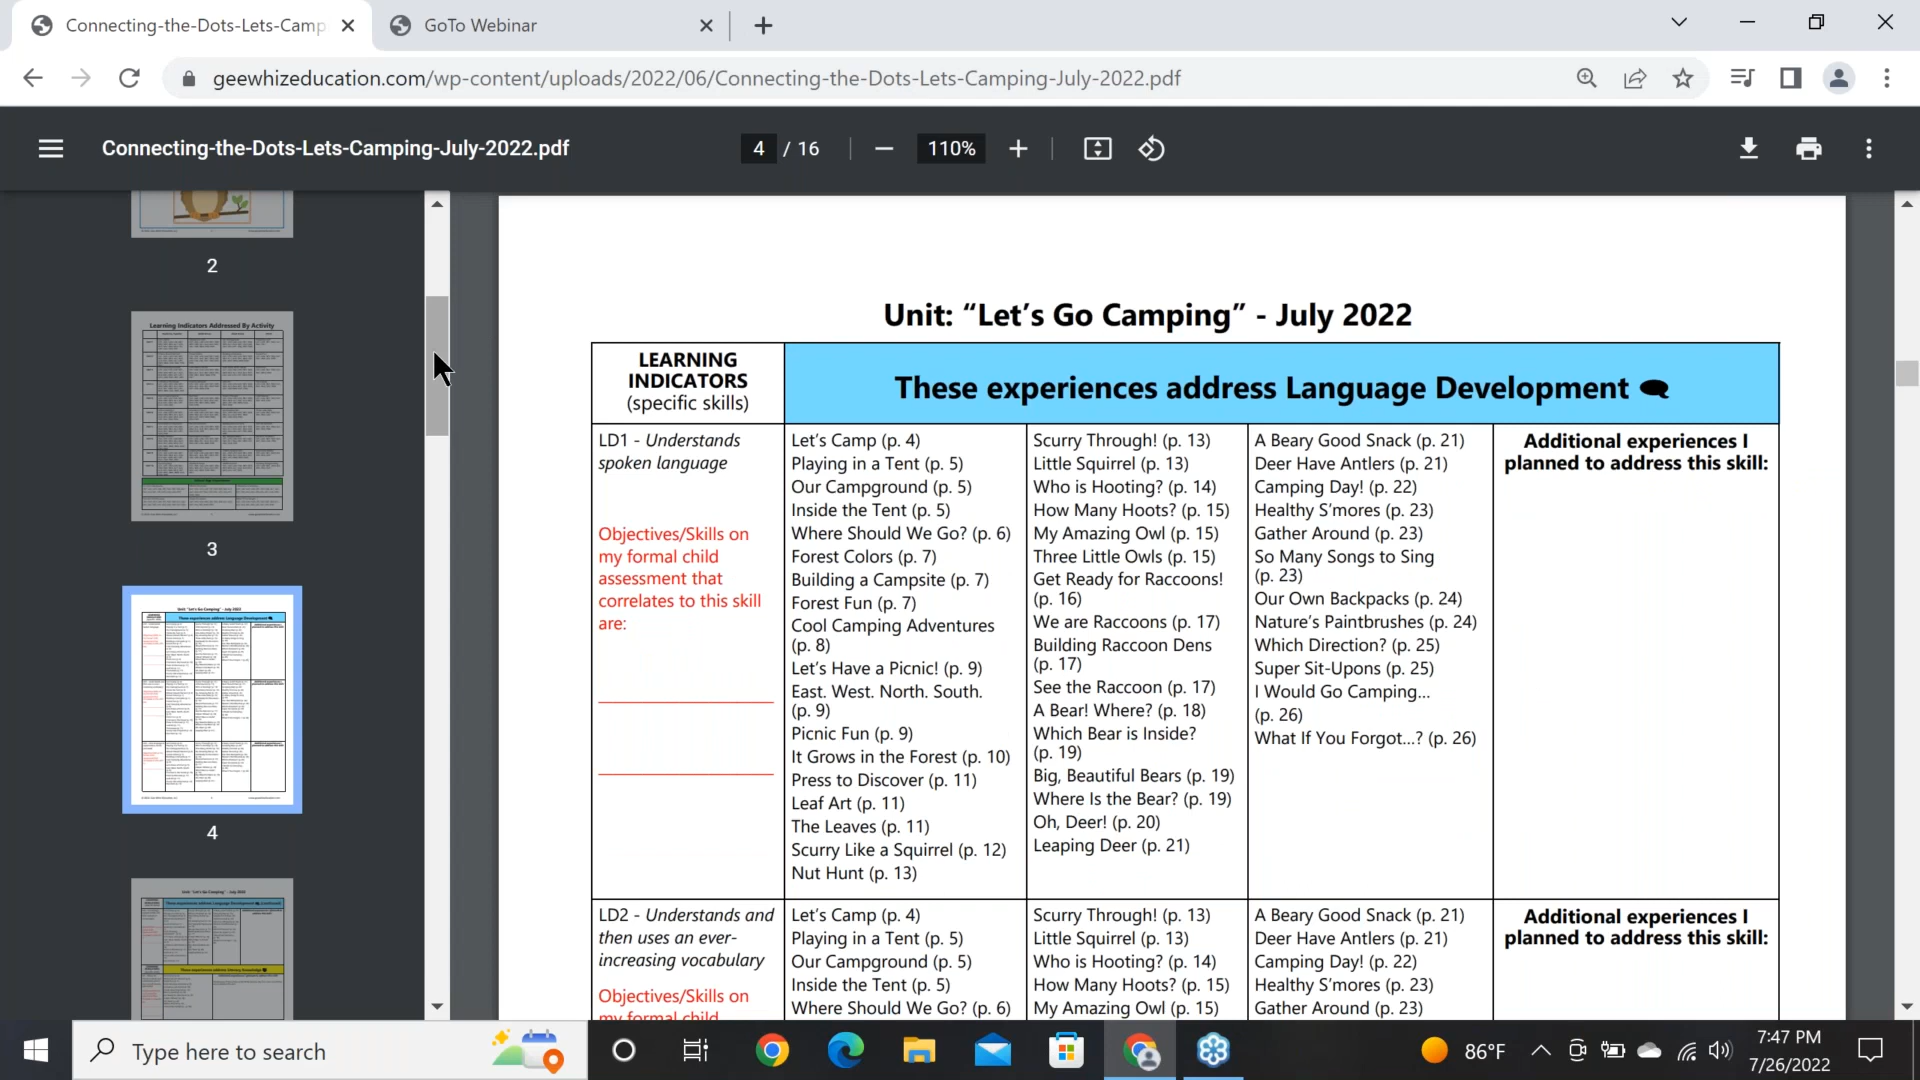 Connecting-the-Dots-Lets-Camp
GoTo Webinar
geewhizeducation.com/wp-content/uploads/2022/06/Connecting-the-Dots-Lets-Camping-July-2022.pdf
Connecting-the-Dots-Lets-Camping-July-2022.pdf
4 / 16
110%
2
Learning Indicators Addressed By Activity
3
4
Unit: “Let’s Go Camping” - July 2022
LEARNING
INDICATORS
(specific skills)
These experiences address Language Development
LD1 - Understands
spoken language
Objectives/Skills on
my formal child
assessment that
correlates to this skill
are:
Let’s Camp (p. 4)
Playing in a Tent (p. 5)
Our Campground (p. 5)
Inside the Tent (p. 5)
Where Should We Go? (p. 6)
Forest Colors (p. 7)
Building a Campsite (p. 7)
Forest Fun (p. 7)
Cool Camping Adventures
(p. 8)
Let’s Have a Picnic! (p. 9)
East. West. North. South.
(p. 9)
Picnic Fun (p. 9)
It Grows in the Forest (p. 10)
Press to Discover (p. 11)
Leaf Art (p. 11)
The Leaves (p. 11)
Scurry Like a Squirrel (p. 12)
Nut Hunt (p. 13)
Scurry Through! (p. 13)
Little Squirrel (p. 13)
Who is Hooting? (p. 14)
How Many Hoots? (p. 15)
My Amazing Owl (p. 15)
Three Little Owls (p. 15)
Get Ready for Raccoons!
(p. 16)
We are Raccoons (p. 17)
Building Raccoon Dens
(p. 17)
See the Raccoon (p. 17)
A Bear! Where? (p. 18)
Which Bear is Inside?
(p. 19)
Big, Beautiful Bears (p. 19)
Where Is the Bear? (p. 19)
Oh, Deer! (p. 20)
Leaping Deer (p. 21)
A Beary Good Snack (p. 21)
Deer Have Antlers (p. 21)
Camping Day! (p. 22)
Healthy S’mores (p. 23)
Gather Around (p. 23)
So Many Songs to Sing
(p. 23)
Our Own Backpacks (p. 24)
Nature’s Paintbrushes (p. 24)
Which Direction? (p. 25)
Super Sit-Upons (p. 25)
I Would Go Camping...
(p. 26)
What If You Forgot...? (p. 26)
Additional experiences I
planned to address this skill:
LD2 - Understands and
then uses an ever-
increasing vocabulary
Objectives/Skills on
my formal child
Let’s Camp (p. 4)
Playing in a Tent (p. 5)
Our Campground (p. 5)
Inside the Tent (p. 5)
Where Should We Go? (p. 6)
Scurry Through! (p. 13)
Little Squirrel (p. 13)
Who is Hooting? (p. 14)
How Many Hoots? (p. 15)
My Amazing Owl (p. 15)
A Beary Good Snack (p. 21)
Deer Have Antlers (p. 21)
Camping Day! (p. 22)
Healthy S’mores (p. 23)
Gather Around (p. 23)
Additional experiences I
planned to address this skill:
Type here to search
86°F
7:47 PM
7/26/2022